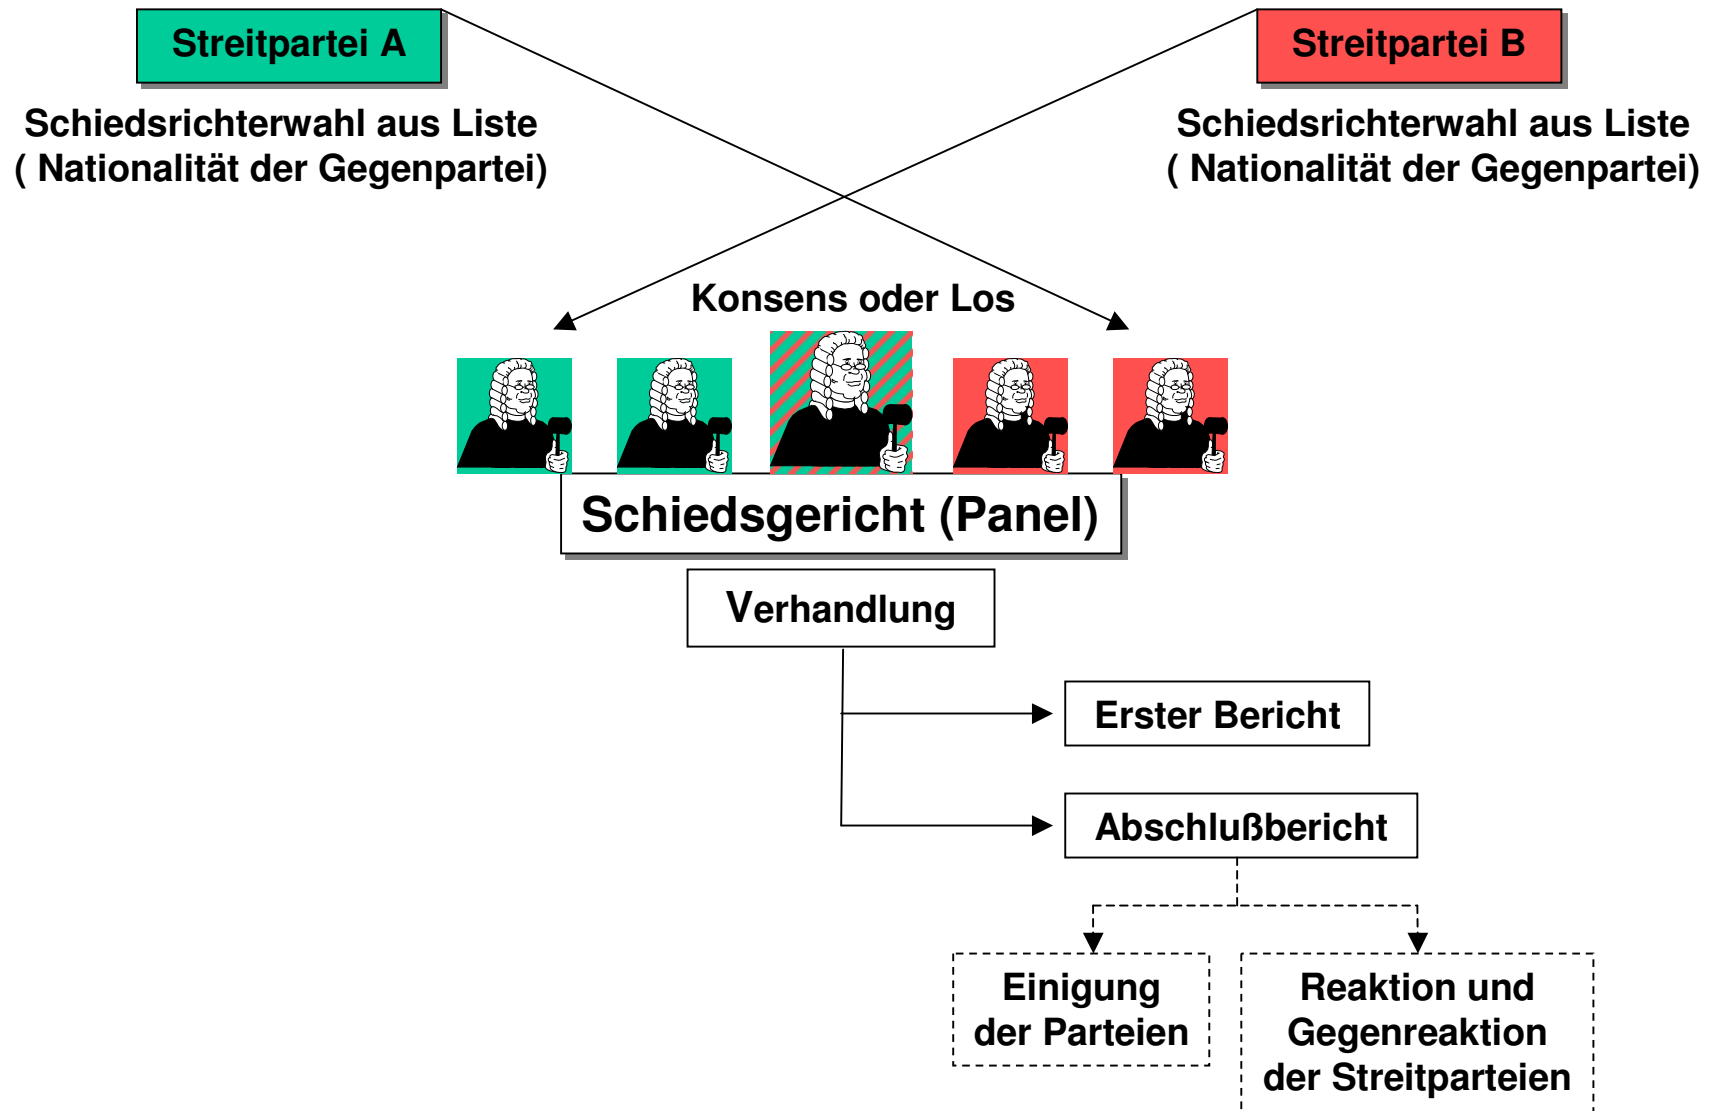 Streitpartei A
Streitpartei B
Schiedsrichterwahl aus Liste
( Nationalität der Gegenpartei)
Schiedsrichterwahl aus Liste
( Nationalität der Gegenpartei)
Konsens oder Los
Schiedsgericht (Panel)
Verhandlung
Erster Bericht
Abschlußbericht
Einigung
der Parteien
Reaktion und
Gegenreaktion
der Streitparteien